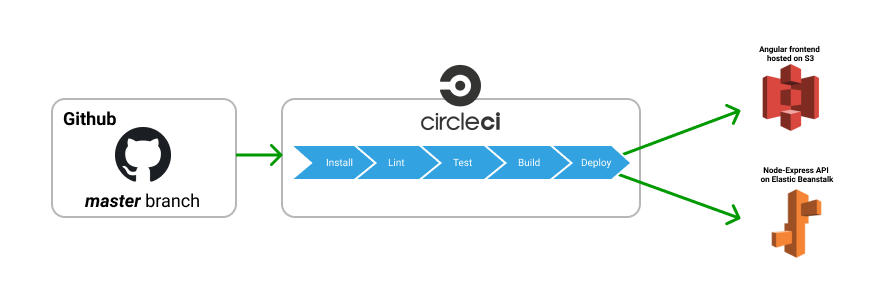 Github
master branch
circleci
Install
Lint
Test
Build
Deploy
Angular frontend
hosted on S3
Node-Express API
on Elastic Beanstalk